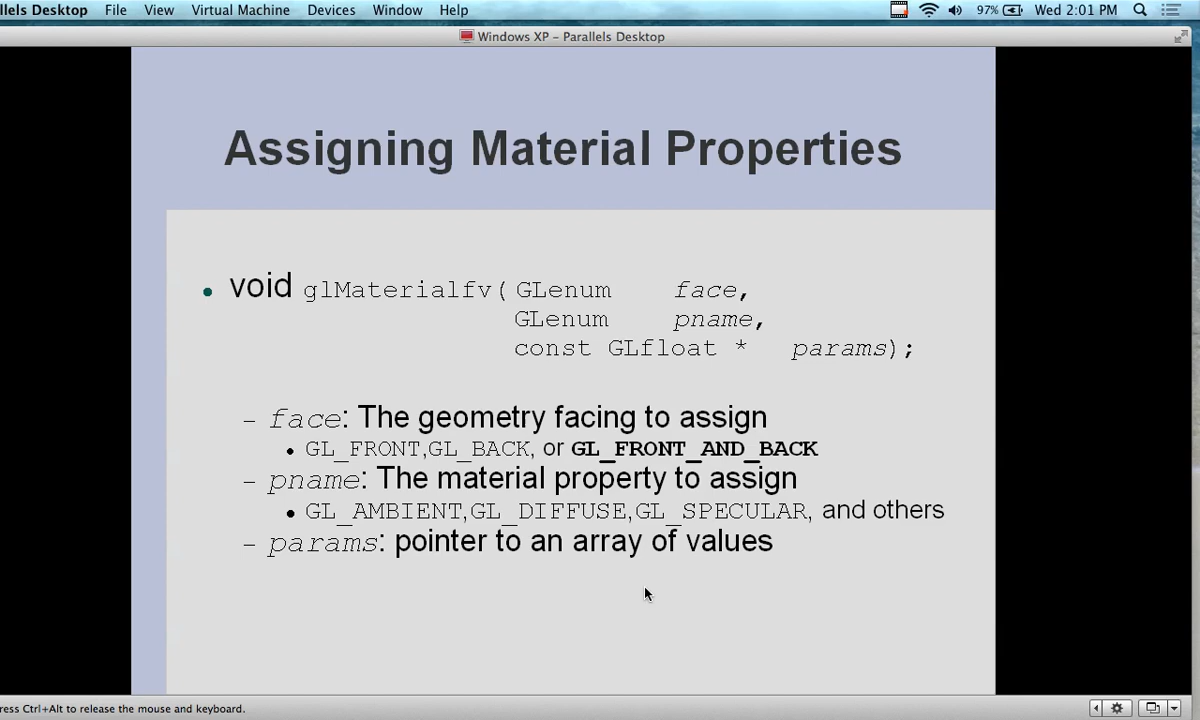 llels Desktop File View Virtual Machine Devices Window Help 97% Wed 2:01 PM
Windows XP – Parallels Desktop
Assigning Material Properties
• void glMaterialfv( GLenum face,
GLenum pname,
const GLfloat * params);
– face: The geometry facing to assign
• GL_FRONT,GL_BACK, or GL_FRONT_AND_BACK
– pname: The material property to assign
• GL_AMBIENT,GL_DIFFUSE,GL_SPECULAR, and others
– params: pointer to an array of values
ress Ctrl+Alt to release the mouse and keyboard.